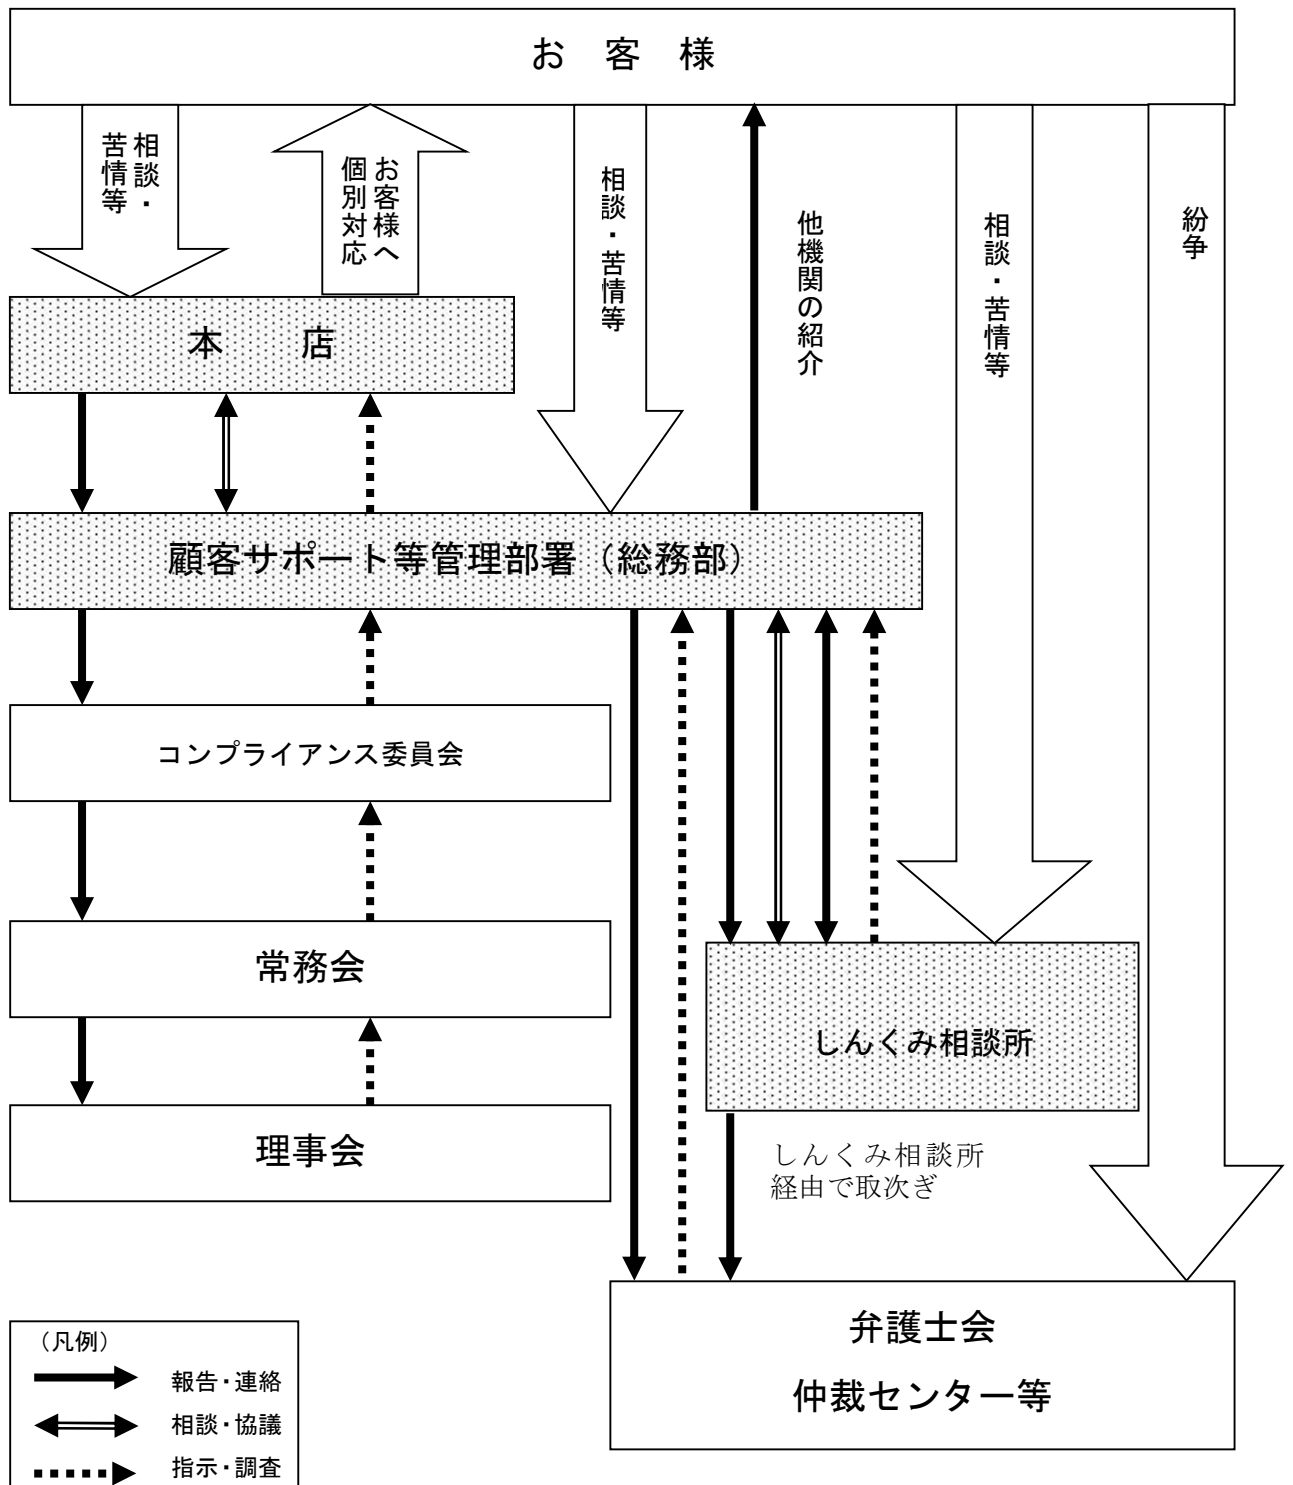 お　客　様
相談・
苦情等
お客様へ
個別対応
相談・苦情等
他機関の紹介
相談・苦情等
紛争
本　　店
顧客サポート等管理部署（総務部）
コンプライアンス委員会
常務会
しんくみ相談所
理事会
しんくみ相談所
経由で取次ぎ
弁護士会
仲裁センター等
（凡例）
報告・連絡
相談・協議
指示・調査